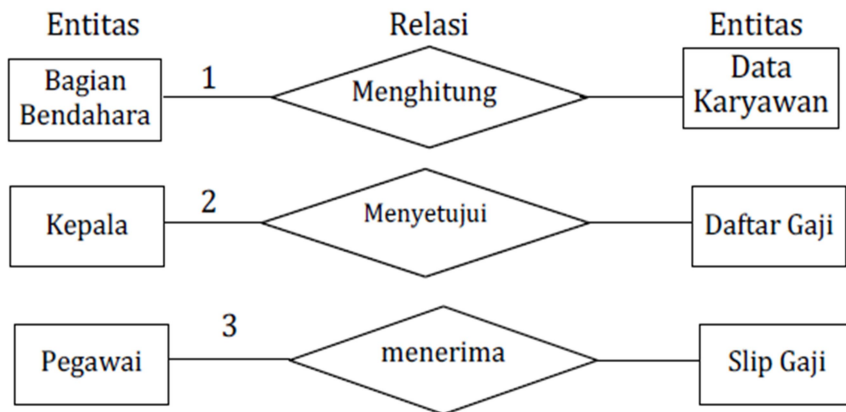 Entitas
Relasi
Entitas
Bagian
Bendahara
1
Menghitung
Data
Karyawan
Kepala
2
Menyetujui
Daftar Gaji
Pegawai
3
menerima
Slip Gaji